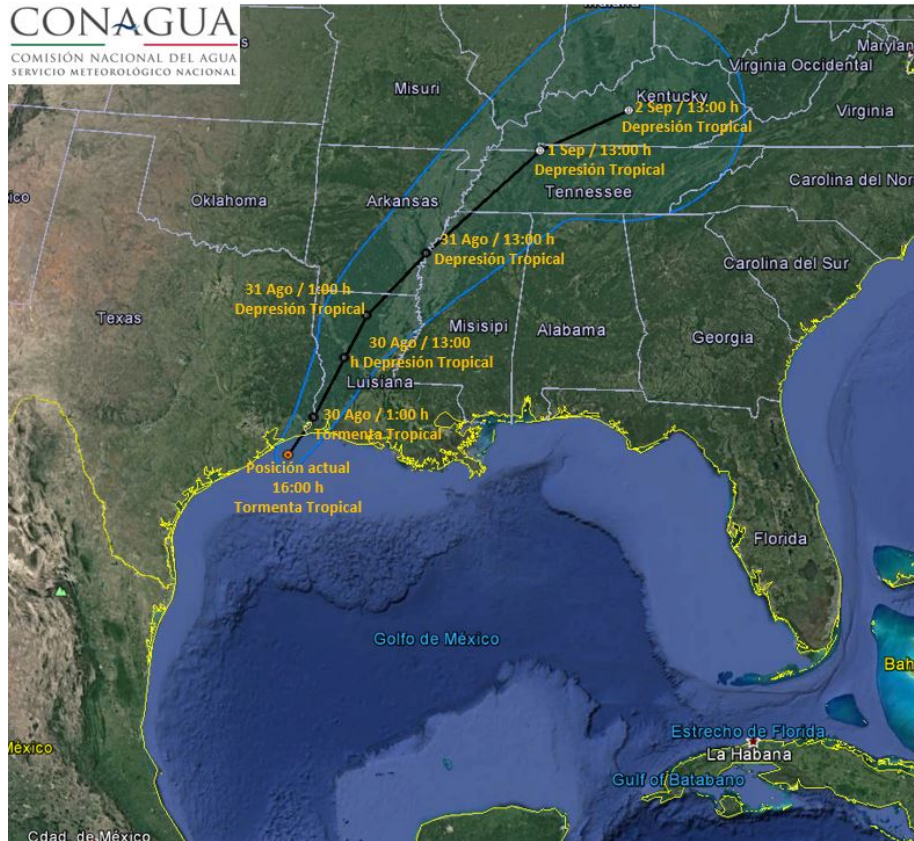 CONAGUA
COMISIÓN NACIONAL DEL AGUA
SERVICIO METEOROLÓGICO NACIONAL
Indiana
Maryland
Misuri
Virginia Occidental
Kentucky
2 Sep / 13:00 h
Depresión Tropical
Virginia
1 Sep / 13:00 h
Depresión Tropical
Tennessee
Carolina del Nor
ico
Oklahoma
Arkansas
31 Ago / 13:00 h
Depresión Tropical
Carolina del Sur
31 Ago / 1:00 h
Depresión Tropical
Texas
Misisipi
Alabama
Georgia
30 Ago / 13:00
h Depresión Tropical
Luisiana
30 Ago / 1:00 h
Tormenta Tropical
Posición actual
16:00 h
Tormenta Tropical
Florida
Golfo de México
Bah
Estrecho de Florida
La Habana
México
Gulf of Batabano
Cdad. de México